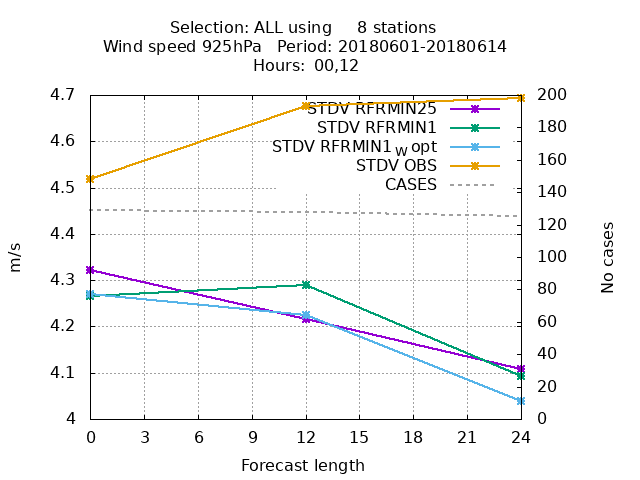 Selection: ALL using     8 stations
Wind speed 925hPa   Period: 20180601-20180614
Hours:  00,12
4.7
4.6
4.5
4.4
4.3
4.2
4.1
4
m/s
STDV RFRMIN25
STDV RFRMIN1
STDV RFRMIN1_w opt
STDV OBS
CASES
200
180
160
140
120
100
80
60
40
20
0
No cases
0 3 6 9 12 15 18 21 24
Forecast length